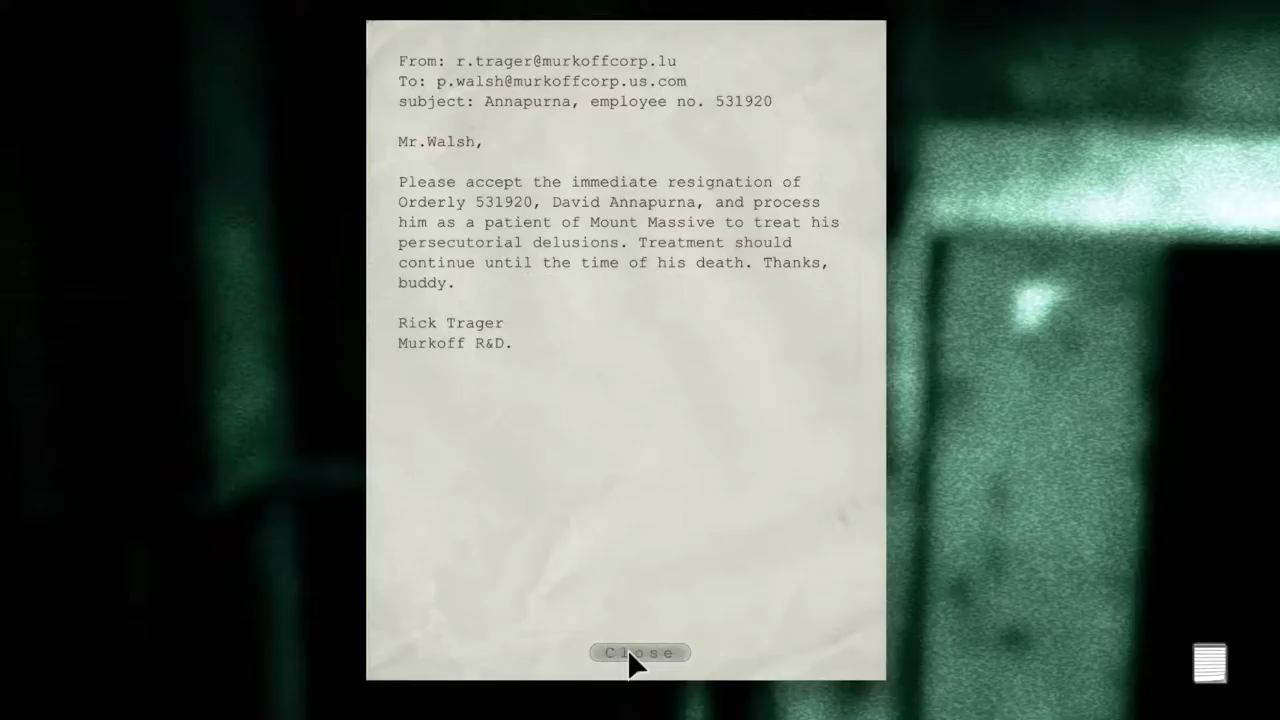 From: r.trager@murkoffcorp.lu
To: p.walsh@murkoffcorp.us.com
subject: Annapurna, employee no. 531920
Mr.Walsh,
Please accept the immediate resignation of
Orderly 531920, David Annapurna, and process
him as a patient of Mount Massive to treat his
persecutorial delusions. Treatment should
continue until the time of his death. Thanks,
buddy.
Rick Trager
Murkoff R&D.
Close